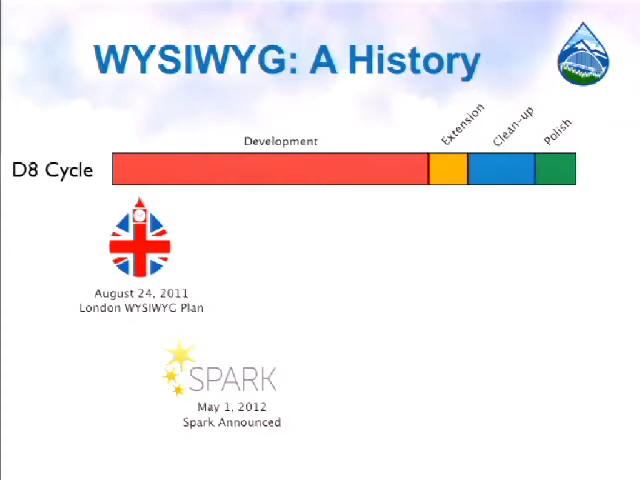 WYSIWYG: A History
Development
Extension
Clean-up
Polish
D8 Cycle
August 24, 2011
London WYSIWYG Plan
SPARK
May 1, 2012
Spark Announced